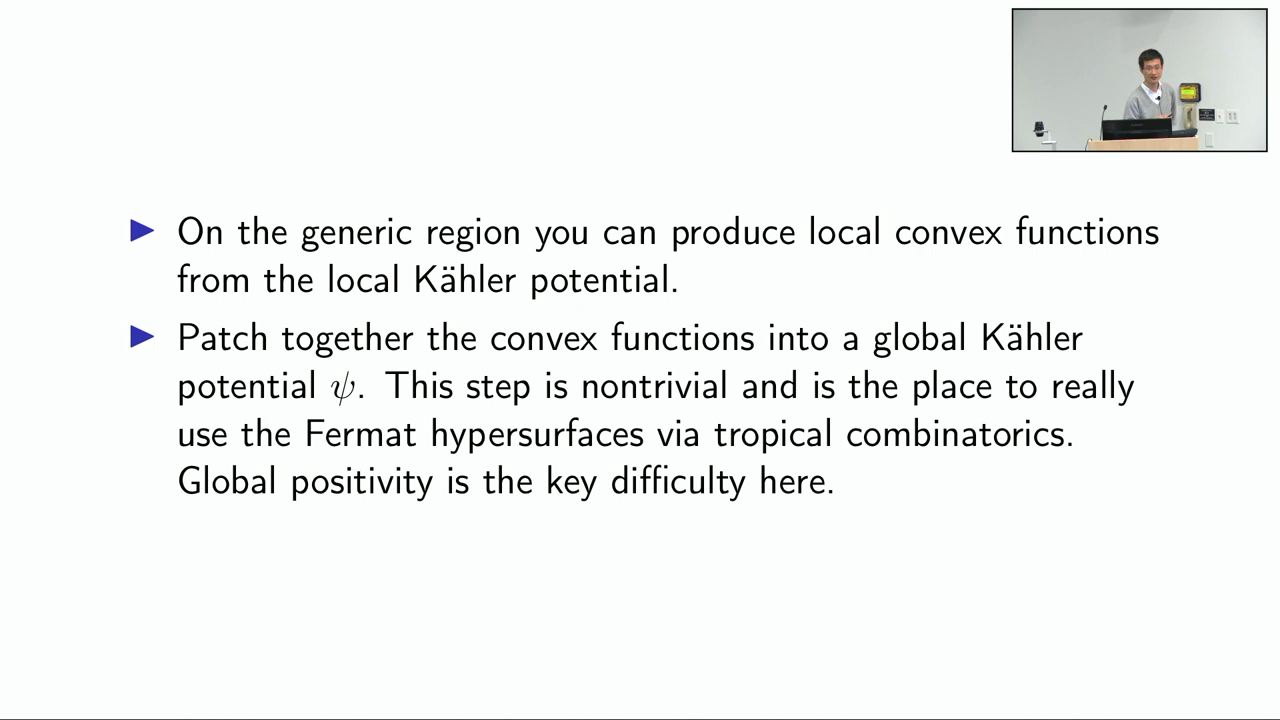 On the generic region you can produce local convex functions
from the local Kähler potential.
Patch together the convex functions into a global Kähler
potential ψ. This step is nontrivial and is the place to really
use the Fermat hypersurfaces via tropical combinatorics.
Global positivity is the key difficulty here.